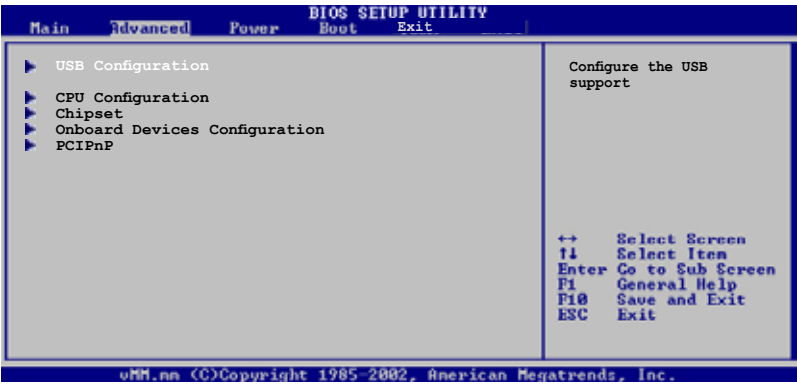 BIOS SETUP UTILITY
Main Advanced Power Boot Exit
USB Configuration
CPU Configuration
Chipset
Onboard Devices Configuration
PCIPnP
Configure the USB
support
←→ Select Screen
↑↓ Select Item
Enter Go to Sub Screen
F1 General Help
F10 Save and Exit
ESC Exit
vMM.mm (C)Copyright 1985-2002, American Megatrends, Inc.